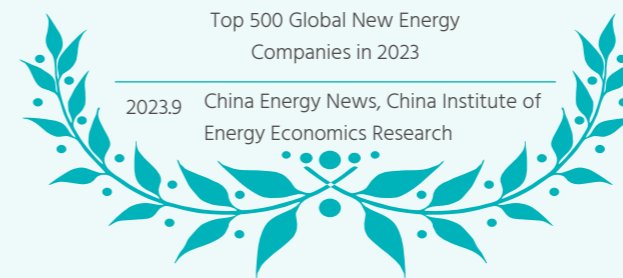 Top 500 Global New Energy
Companies in 2023
2023.9 China Energy News, China Institute of
Energy Economics Research